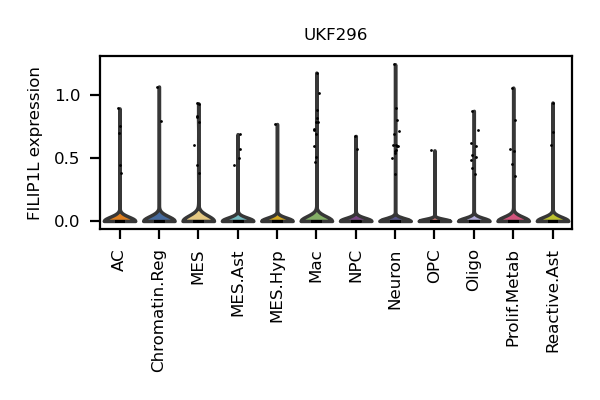 UKF296
FILIP1L expression
1.0
0.5
0.0
AC
Chromatin.Reg
MES
MES.Ast
MES.Hyp
Mac
NPC
Neuron
OPC
Oligo
Prolif.Metab
Reactive.Ast